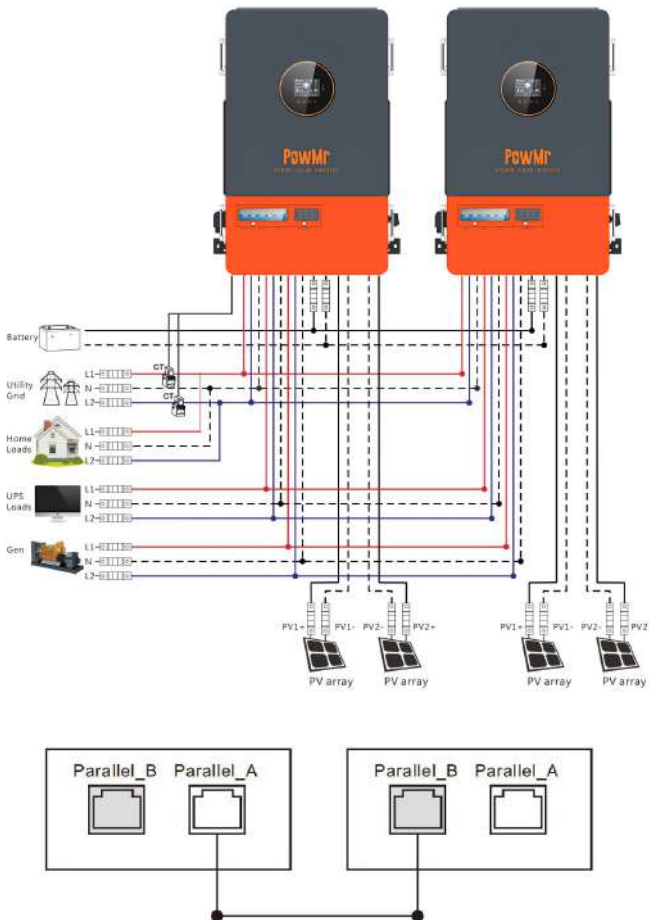 PowMr
PowMr
Battery
CT
CT
Utility
Grid
L1
N
L2
Home
Loads
L1
N
L2
UPS
Loads
L1
N
L2
Gen
L1
N
L2
PV1+
PV1-
PV2-
PV2+
PV1+
PV1-
PV2-
PV2
PV array
PV array
PV array
PV array
Parallel_B
Parallel_A
Parallel_B
Parallel_A